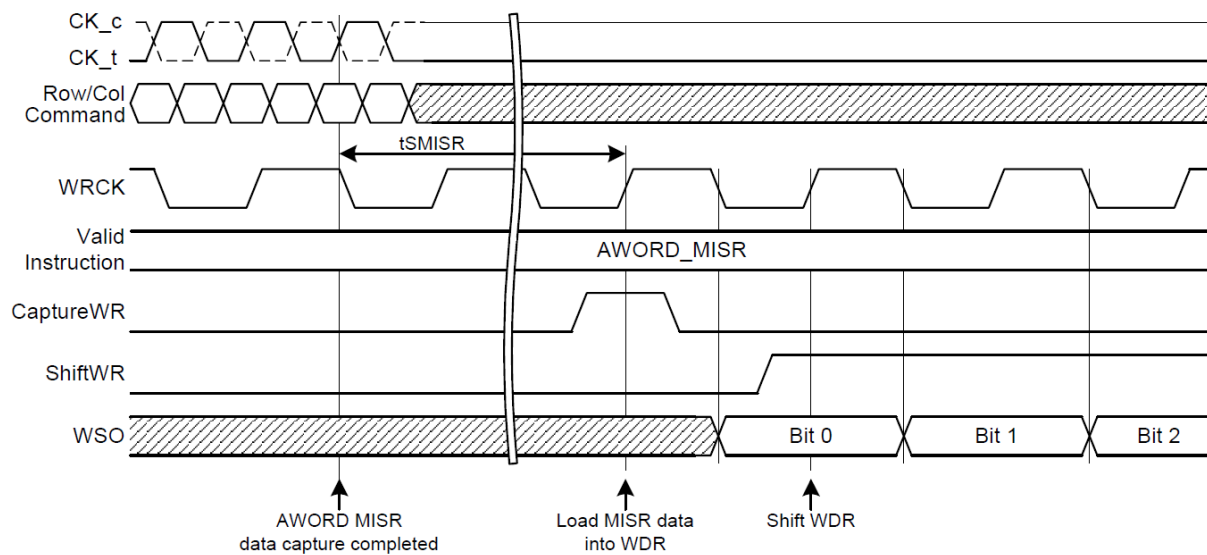 CK_c
CK_t
Row/Col
Command
tSMISR
WRCK
Valid
Instruction
AWORD_MISR
CaptureWR
ShiftWR
WSO
Bit 0
Bit 1
Bit 2
AWORD MISR
data capture completed
Load MISR data
into WDR
Shift WDR